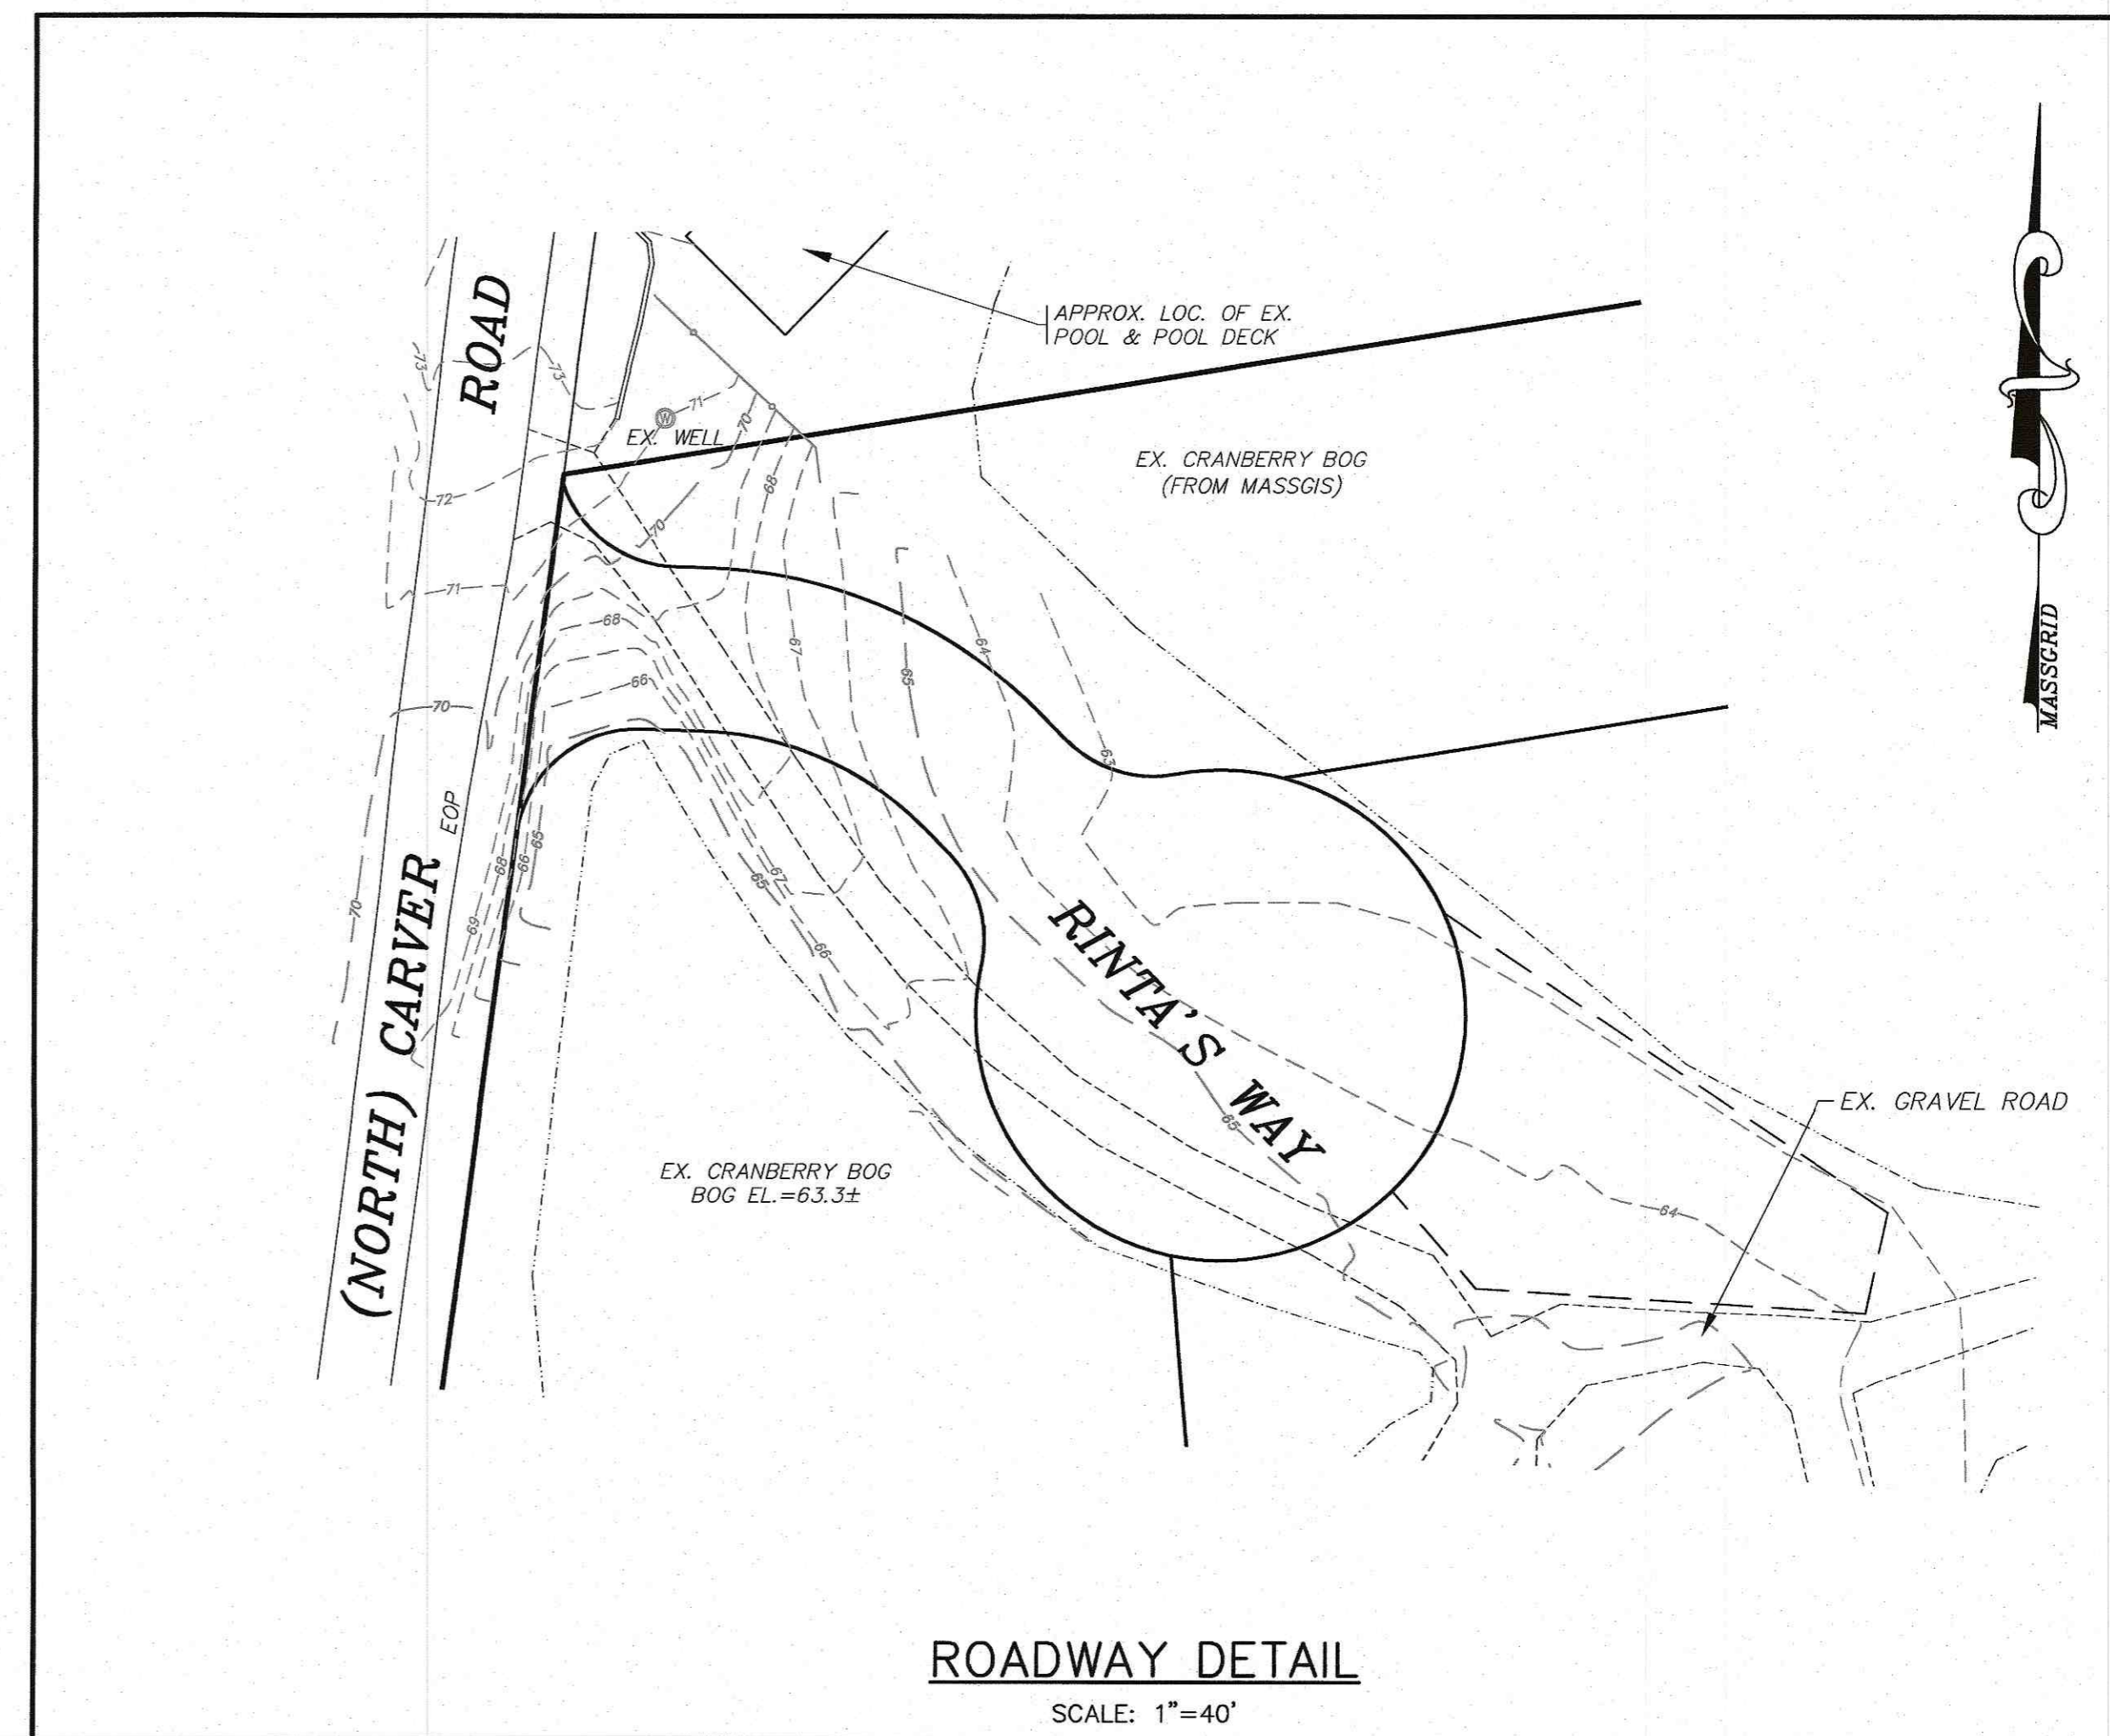 APPROX. LOC. OF EX.
POOL & POOL DECK
EX. WELL
EX. CRANBERRY BOG
(FROM MASSGIS)
MASSGRID
(NORTH) CARVER ROAD
EOP
RINTA'S WAY
EX. GRAVEL ROAD
EX. CRANBERRY BOG
BOG EL.=63.3±
W
73
73
71
70
72
68
70
71
68
67
64
65
66
70
63
68
66
65
67
65
70
69
66
65
64
ROADWAY DETAIL
SCALE: 1"=40'